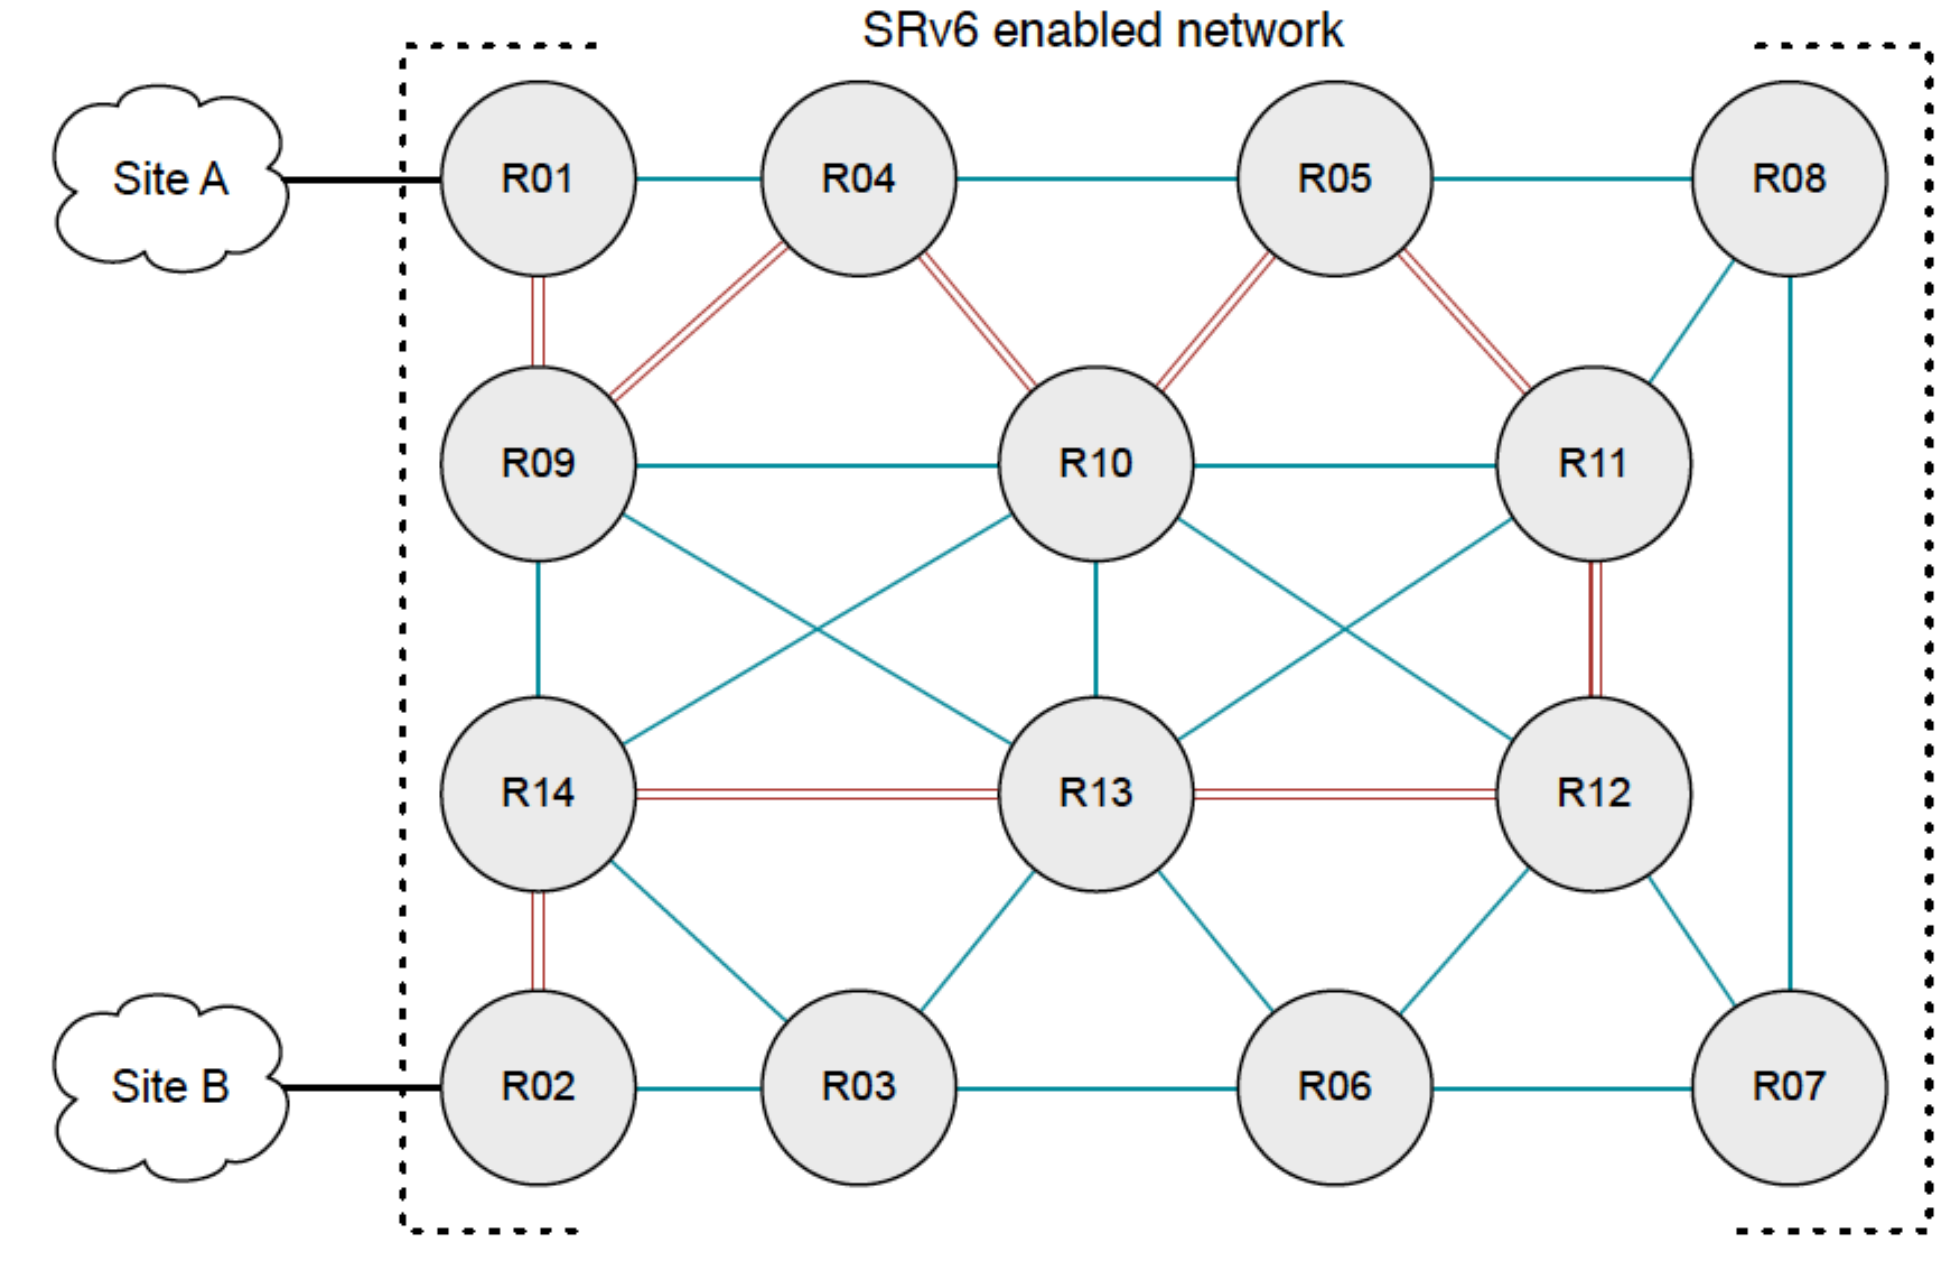 SRv6 enabled network
Site A
R01
R04
R05
R08
R09
R10
R11
R14
R13
R12
Site B
R02
R03
R06
R07